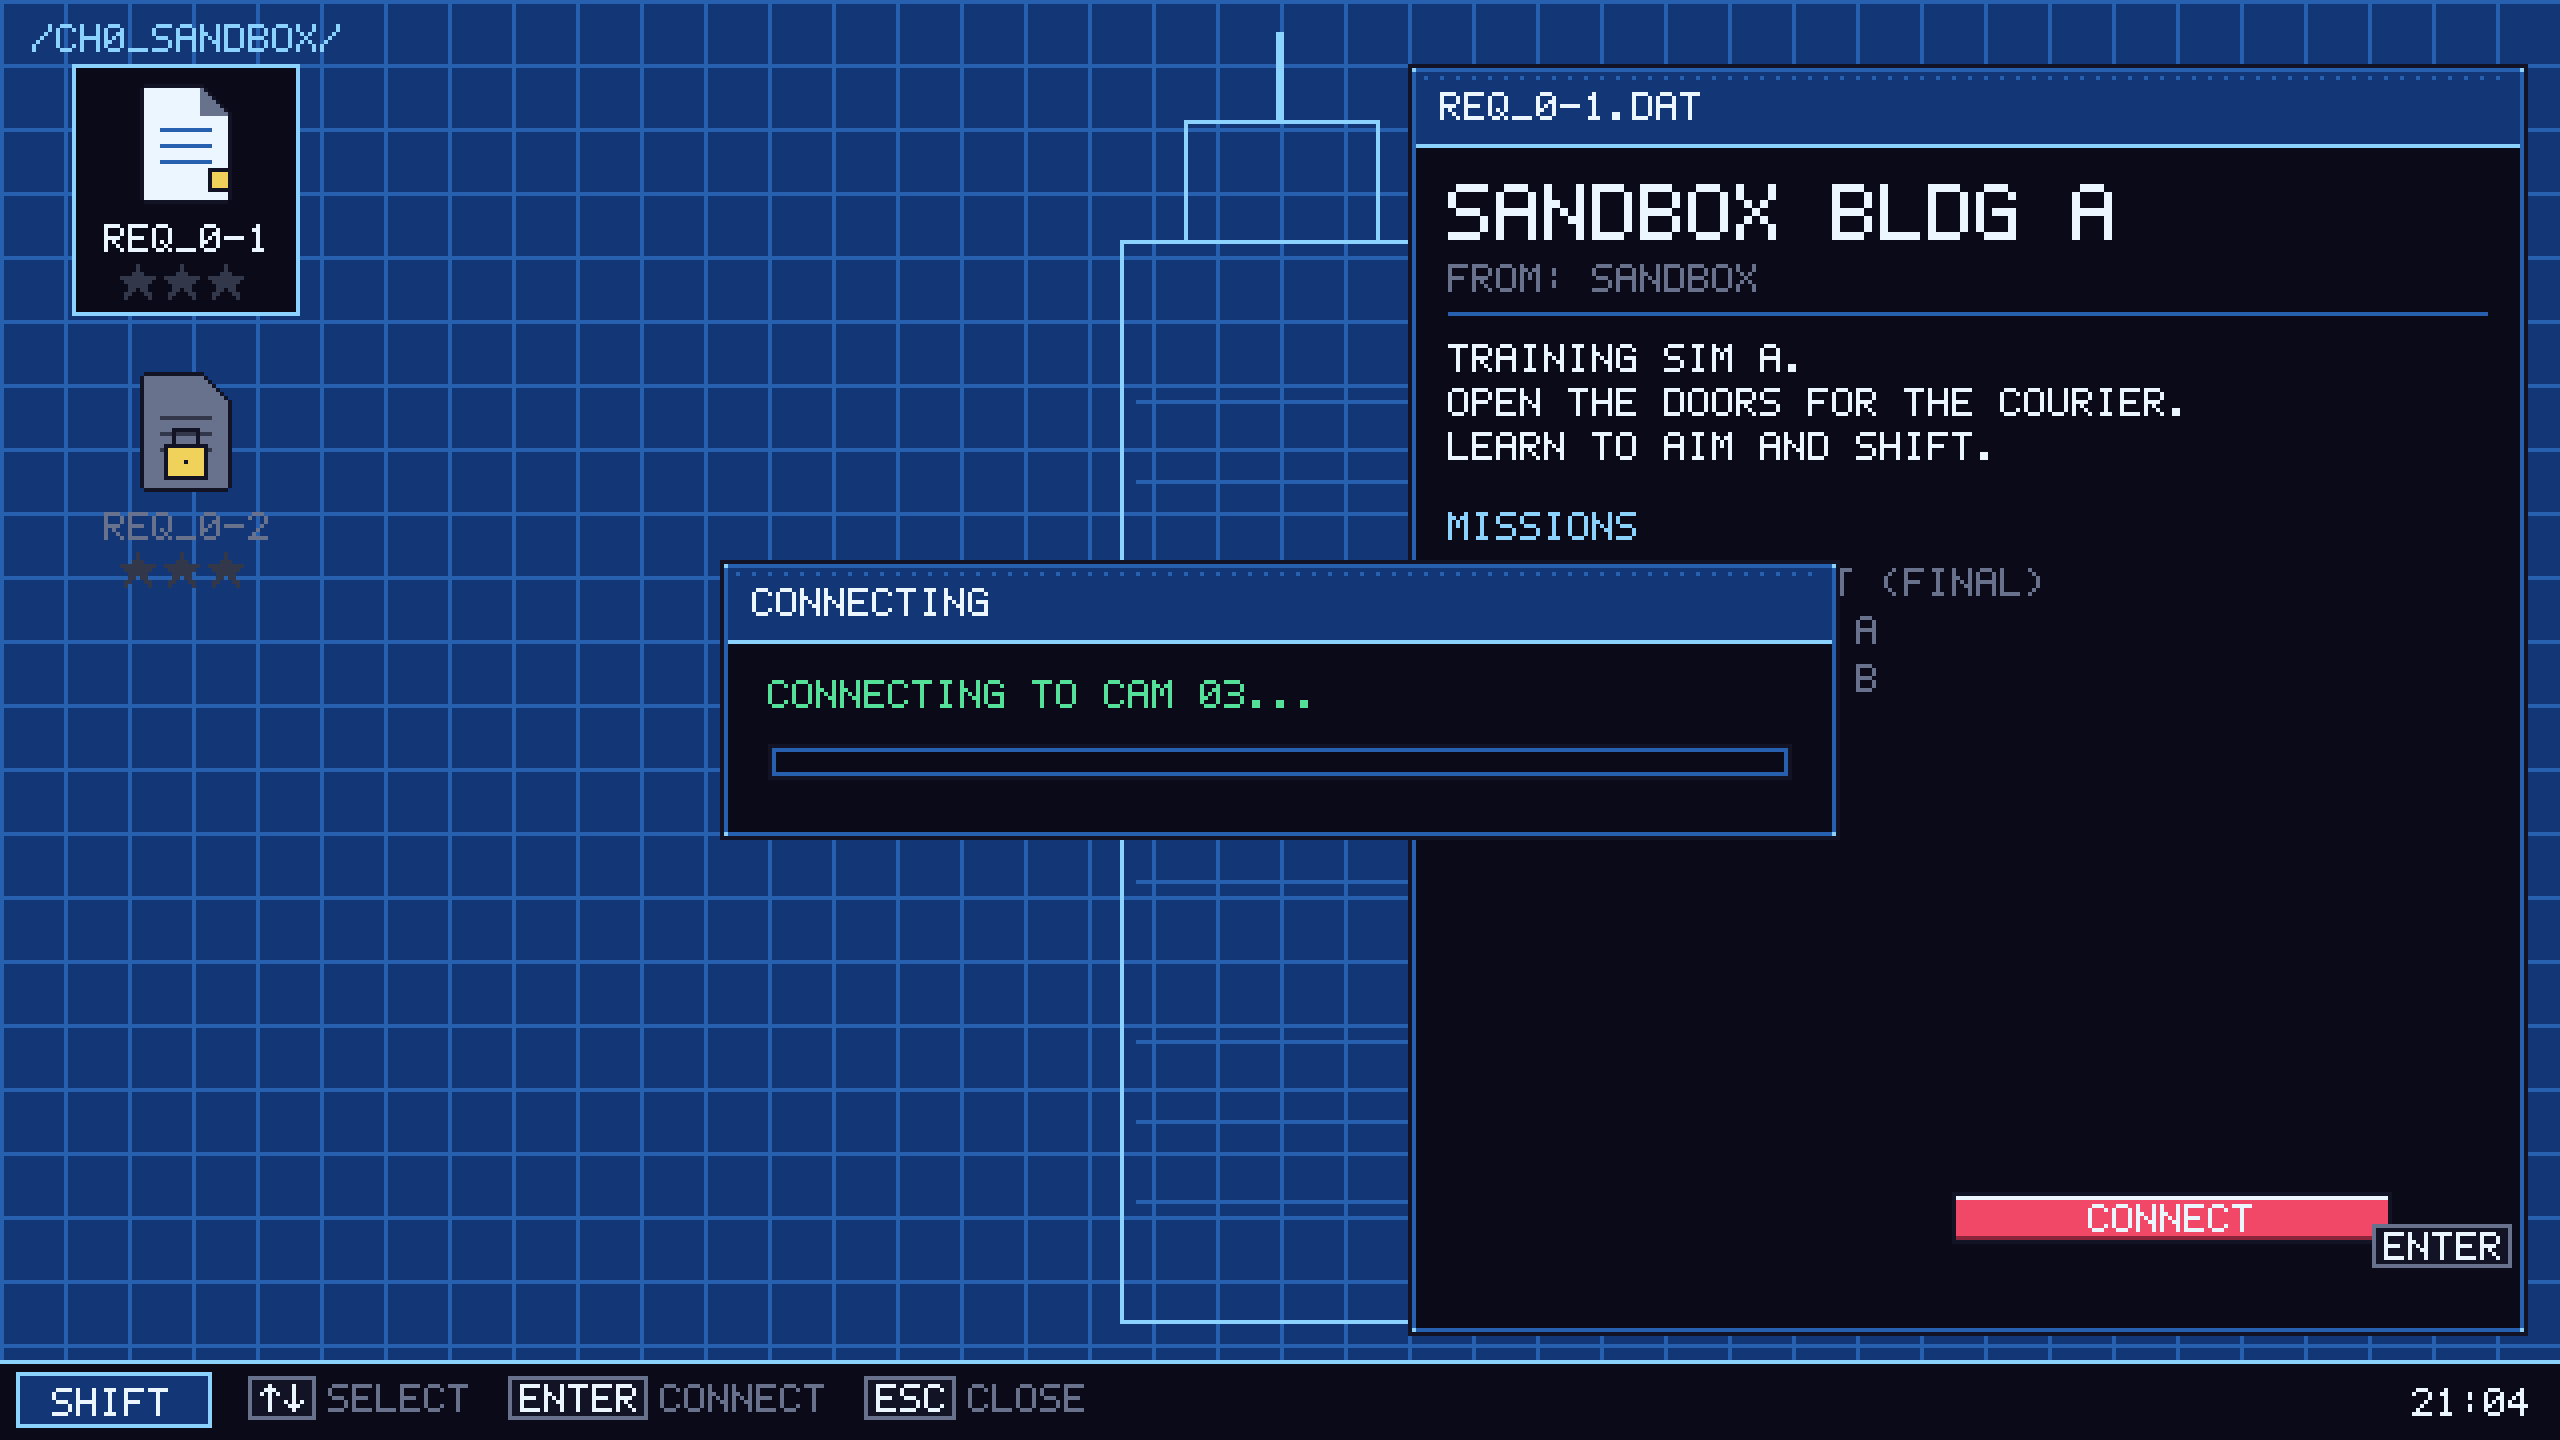 /CH0_SANDBOX/
REQ_0-1
REQ_0-2
REQ_0-1.DAT
SANDBOX BLDG A
FROM: SANDBOX
TRAINING SIM A.
OPEN THE DOORS FOR THE COURIER.
LEARN TO AIM AND SHIFT.
MISSIONS
(FINAL)
A
B
CONNECTING
CONNECTING TO CAM 03...
CONNECT
ENTER
SHIFT ↑↓ SELECT ENTER CONNECT ESC CLOSE 21:04